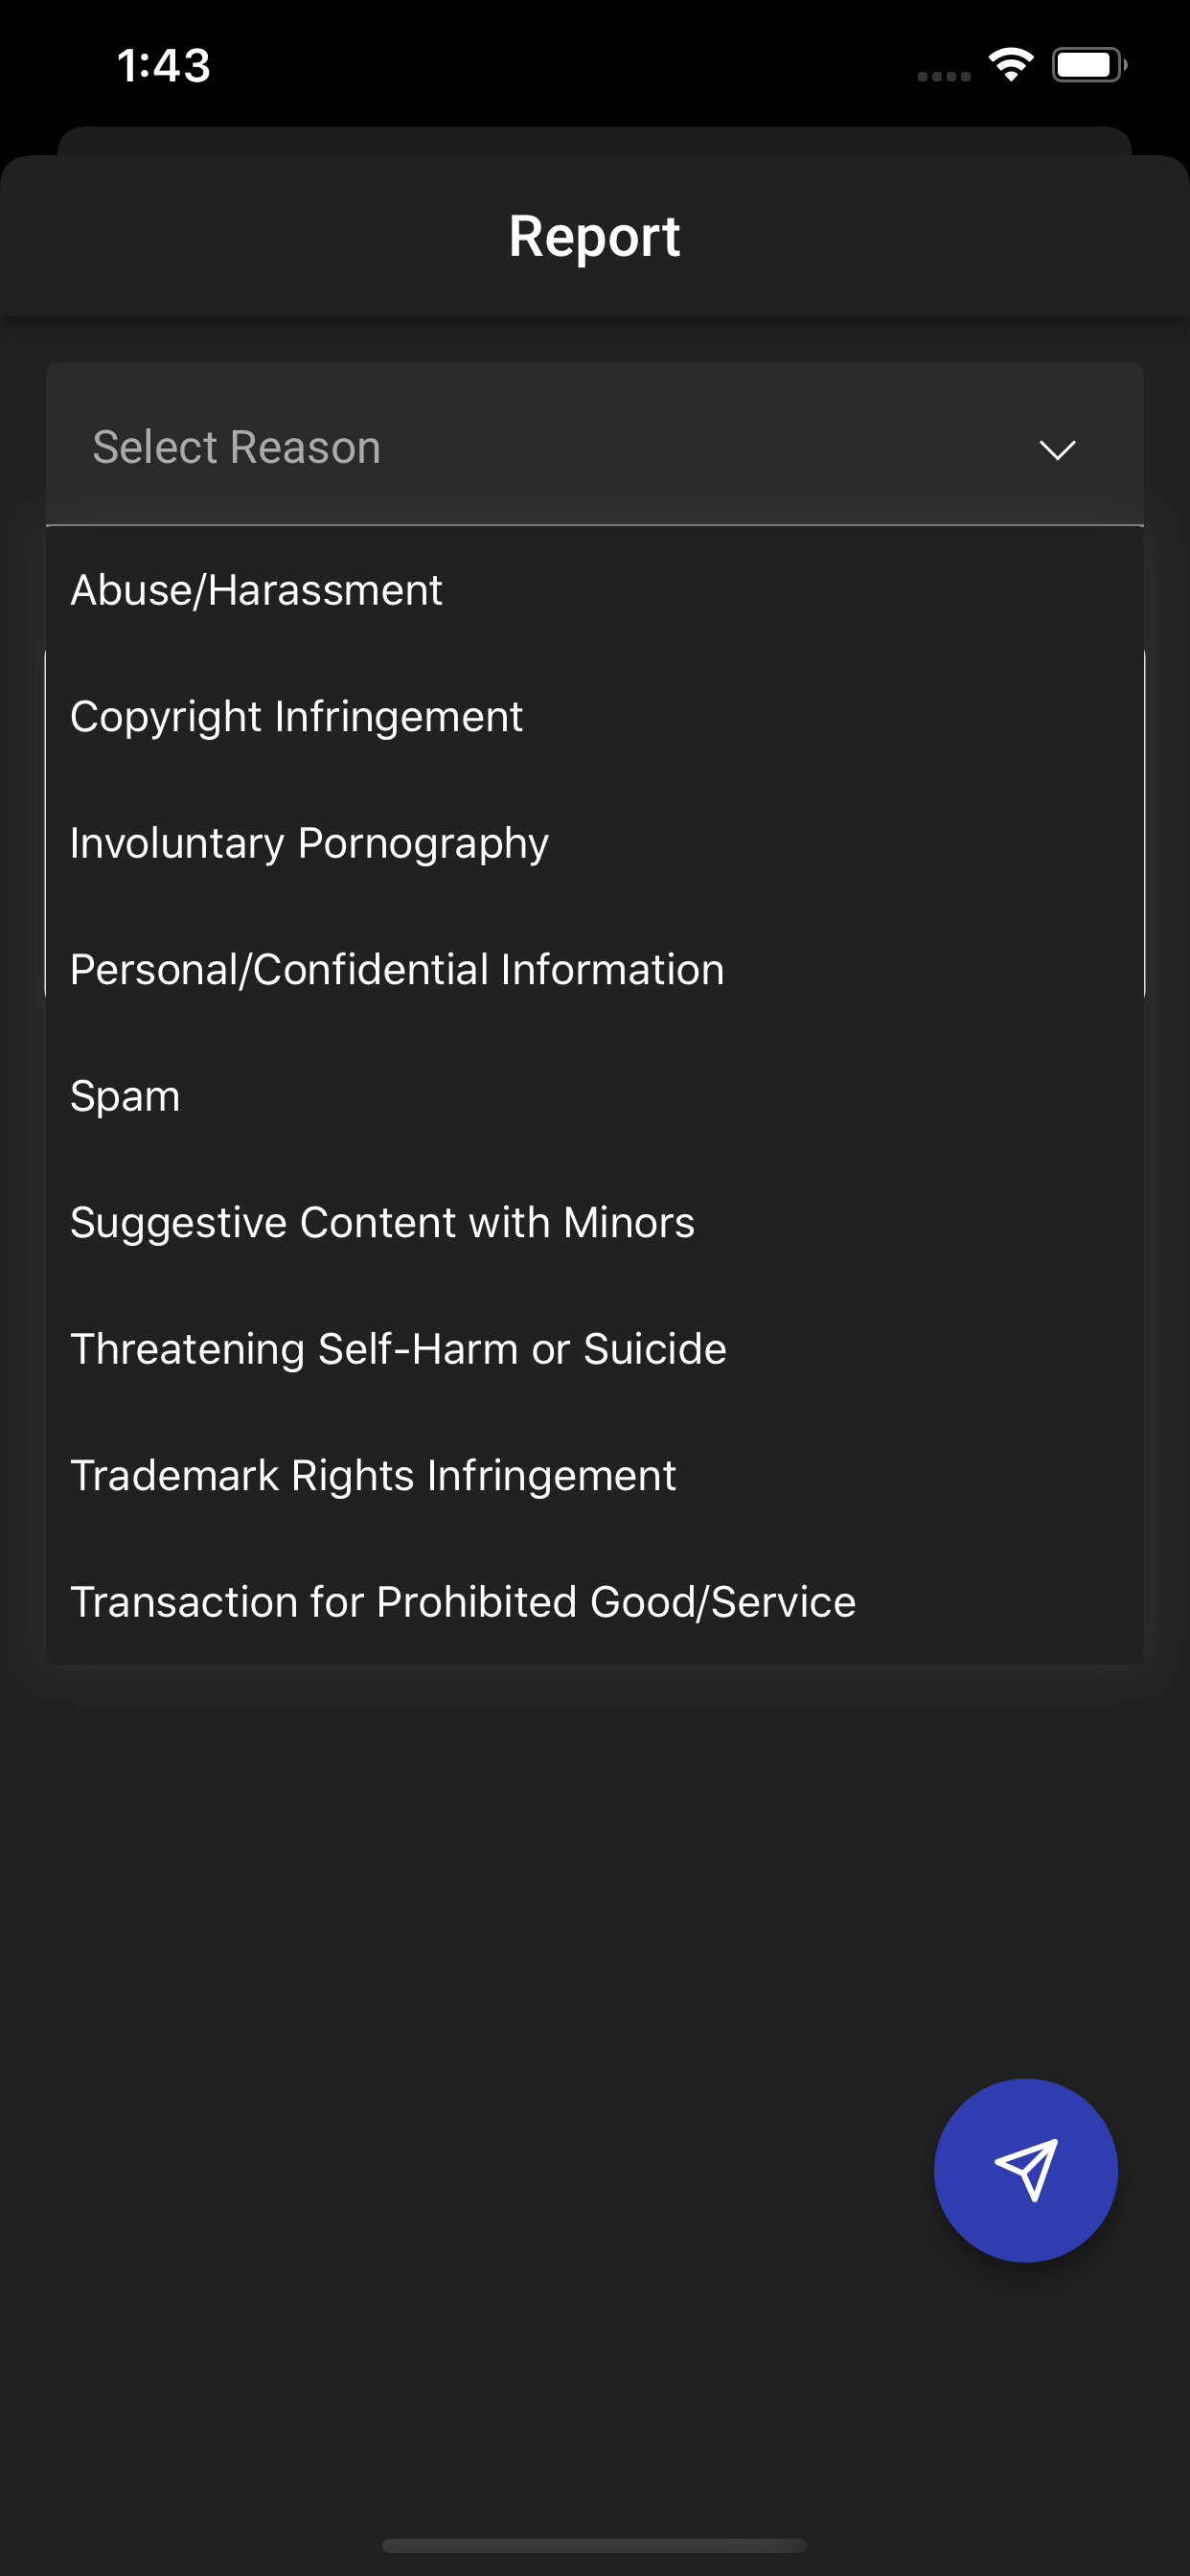 1:43
Report
Select Reason
Abuse/Harassment
Copyright Infringement
Involuntary Pornography
Personal/Confidential Information
Spam
Suggestive Content with Minors
Threatening Self-Harm or Suicide
Trademark Rights Infringement
Transaction for Prohibited Good/Service